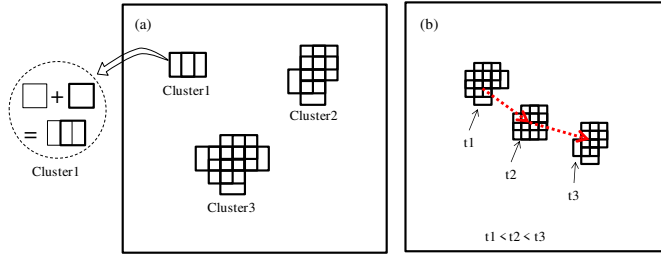 (a)
Cluster1
Cluster2
Cluster3
+
=
Cluster1
(b)
t1
t2
t3
t1 < t2 < t3